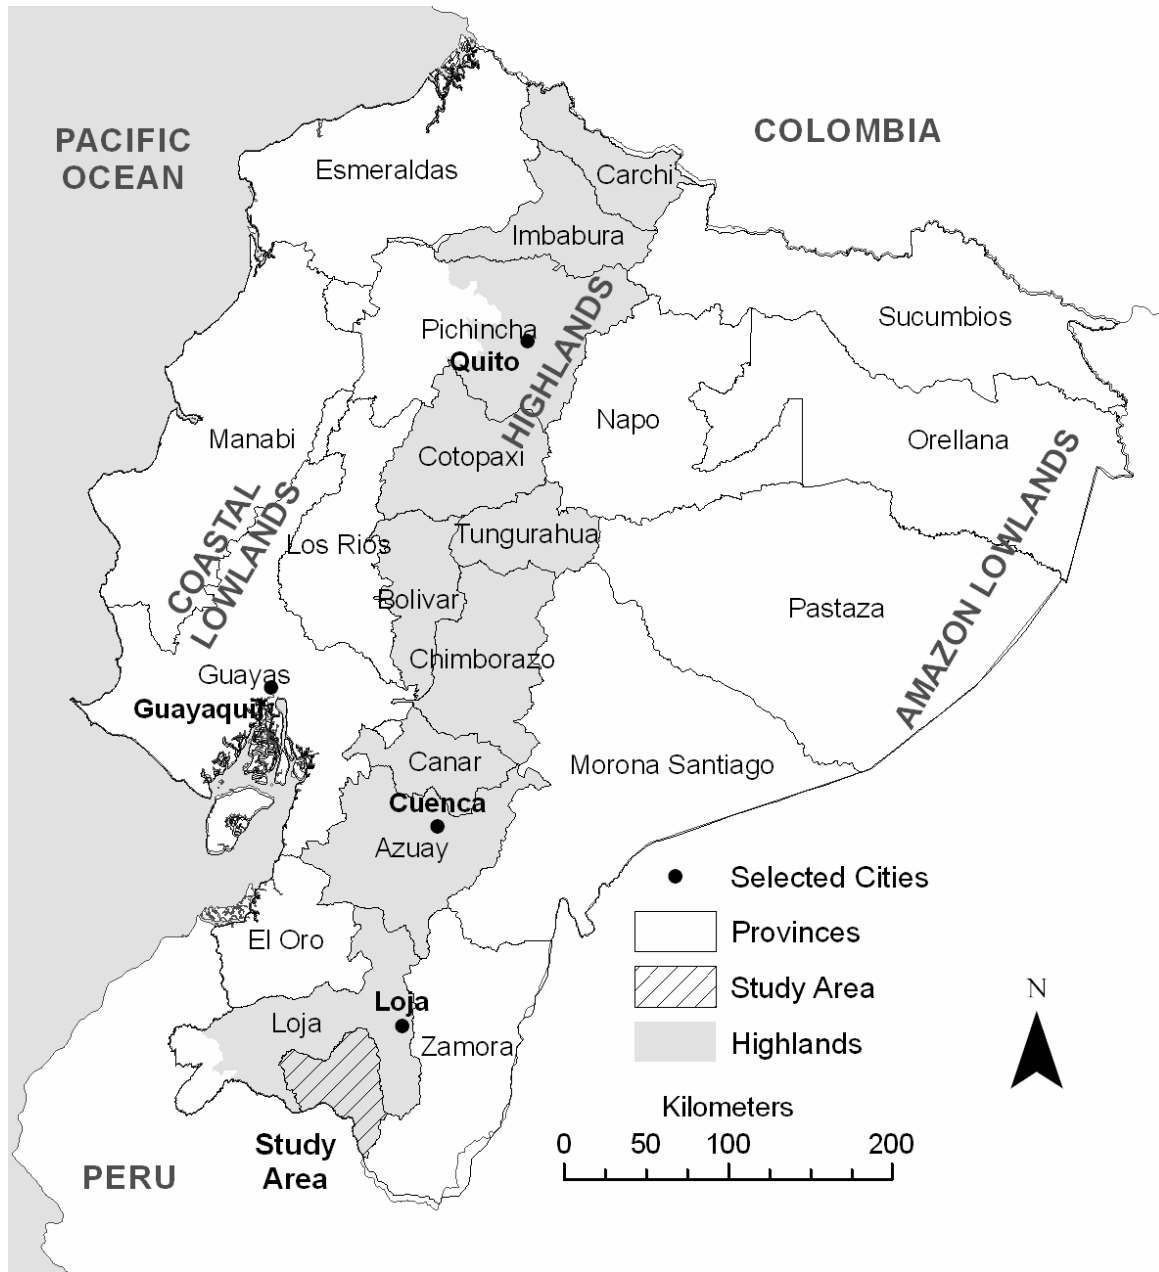 PACIFIC
OCEAN
COLOMBIA
Esmeraldas
Carchi
Imbabura
HIGHLANDS
Sucumbios
Pichincha
Quito
Napo
Manabi
Orellana
Cotopaxi
COASTAL
LOWLANDS
AMAZON LOWLANDS
Tungurahua
Los Rios
Bolivar
Pastaza
Chimborazo
Guayas
Guayaquil
Canar
Morona Santiago
Cuenca
Azuay
Selected Cities
Provinces
El Oro
Study Area
N
Loja
Loja
Zamora
Highlands
Kilometers
0 50 100 200
Study
Area
PERU